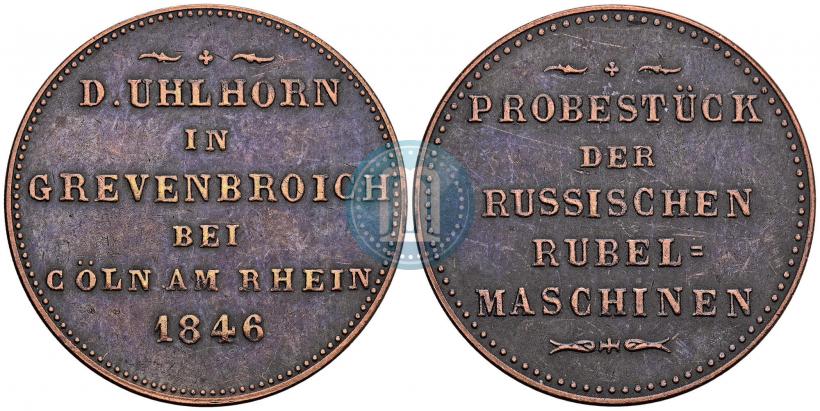 D. UHLHORN
IN
GREVENBROICH
BEI
CÖLN AM RHEIN
1846
PROBESTÜCK
DER
RUSSISCHEN
RUBEL=
MASCHINEN